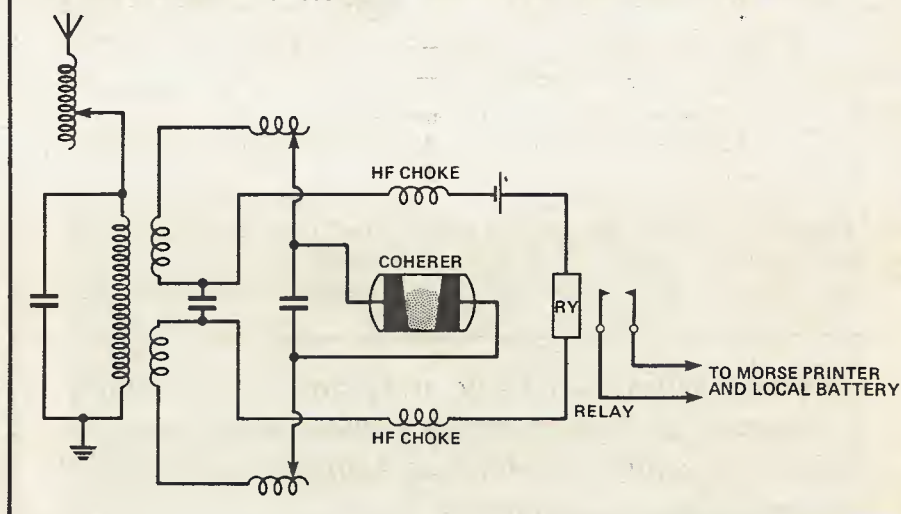 HF CHOKE
COHERER
RY
TO MORSE PRINTER
AND LOCAL BATTERY
RELAY
HF CHOKE